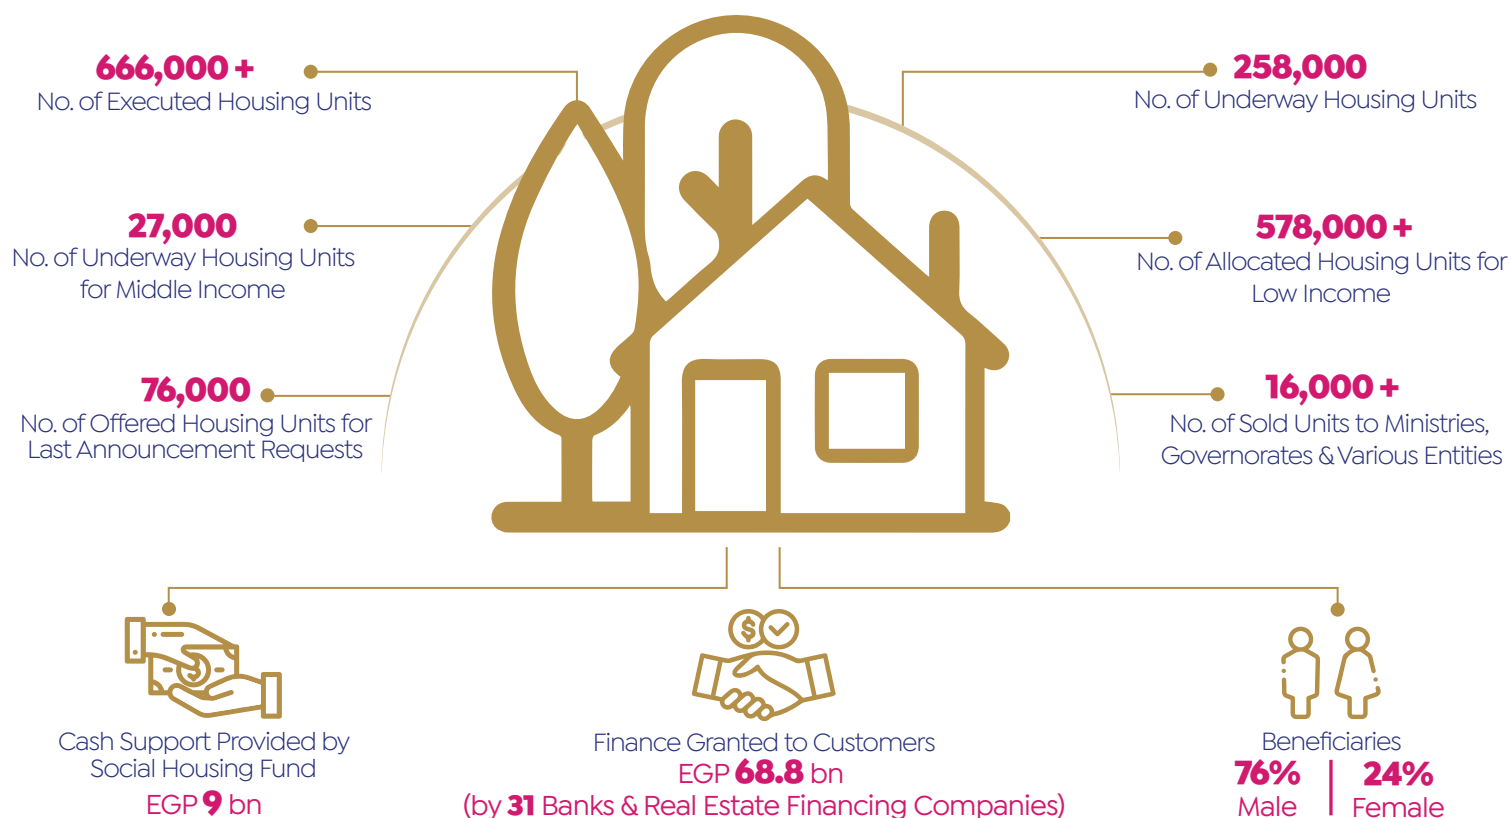 666,000 +
No. of Executed Housing Units
27,000
No. of Underway Housing Units
for Middle Income
76,000
No. of Offered Housing Units for
Last Announcement Requests
258,000
No. of Underway Housing Units
578,000 +
No. of Allocated Housing Units for
Low Income
16,000 +
No. of Sold Units to Ministries,
Governorates & Various Entities
Cash Support Provided by
Social Housing Fund
EGP 9 bn
$
Finance Granted to Customers
EGP 68.8 bn
(by 31 Banks & Real Estate Financing Companies)
Beneficiaries
76% 24%
Male Female